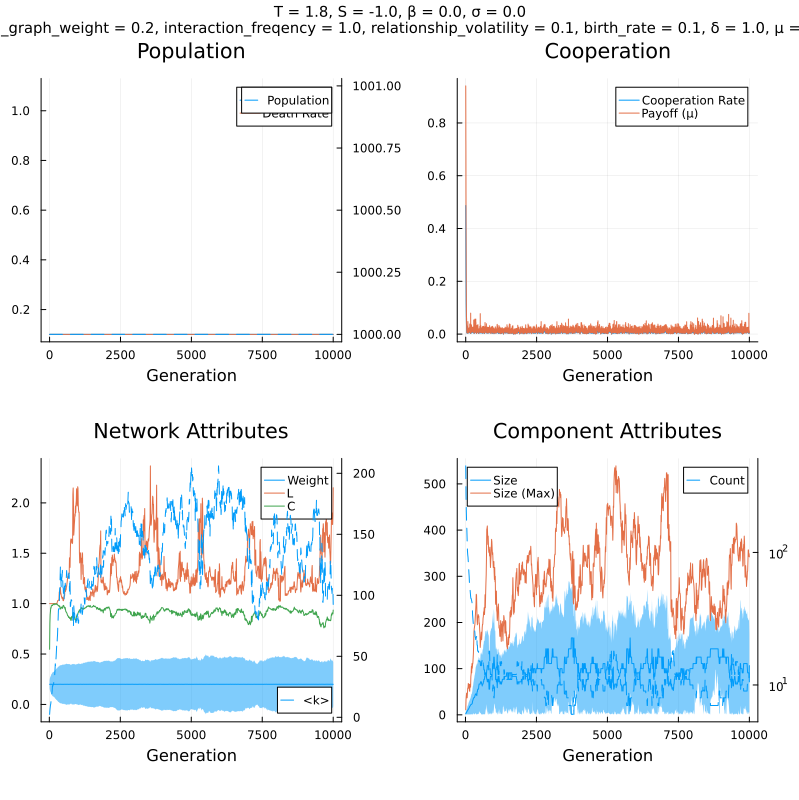 T = 1.8, S = -1.0, β = 0.0, σ = 0.0
_graph_weight = 0.2, interaction_freqency = 1.0, relationship_volatility = 0.1, birth_rate = 0.1, δ = 1.0, μ =
Population
1.0
0.8
0.6
0.4
0.2
1001.00
1000.75
1000.50
1000.25
1000.00
Population
Death Rate
0 2500 5000 7500 10000
Generation
Cooperation
0.8
0.6
0.4
0.2
0.0
Cooperation Rate
Payoff (μ)
0 2500 5000 7500 10000
Generation
Network Attributes
2.0
1.5
1.0
0.5
0.0
200
150
100
50
0
Weight
L
C
<k>
0 2500 5000 7500 10000
Generation
Component Attributes
500
400
300
200
100
0
10²
10¹
Size
Size (Max)
Count
0 2500 5000 7500 10000
Generation